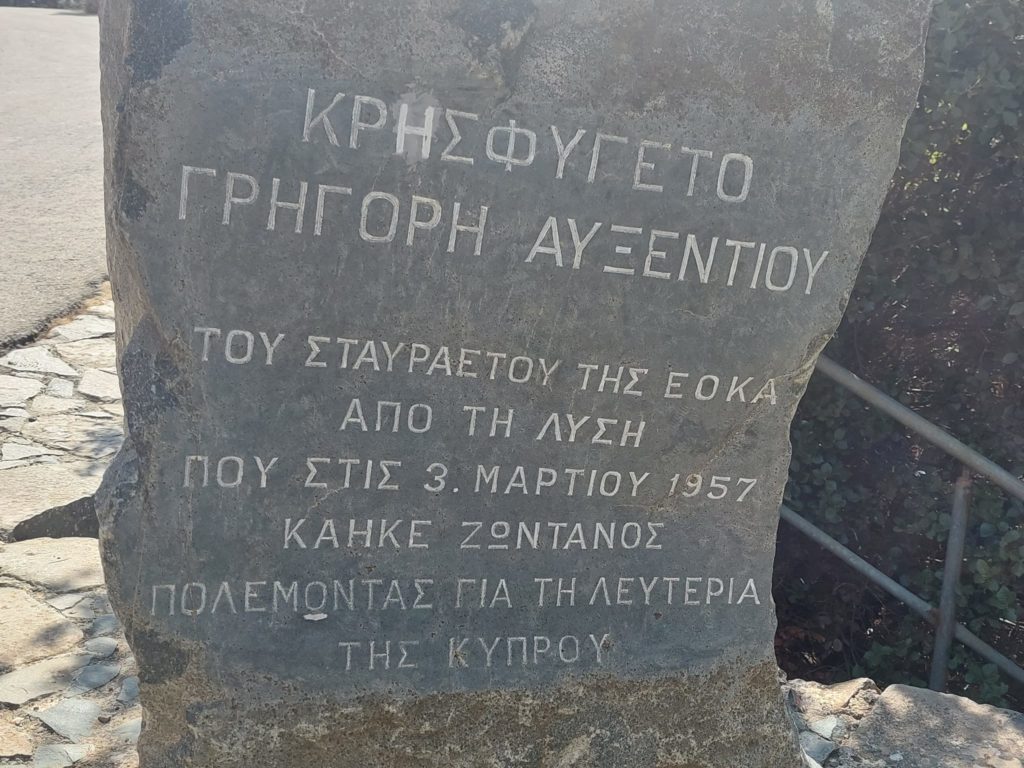 ΚΡΗΣΦΥΓΕΤΟ
ΓΡΗΓΟΡΗ ΑΥΞΕΝΤΙΟΥ
ΤΟΥ ΣΤΑΥΡΑΕΤΟΥ ΤΗΣ ΕΟΚΑ
ΑΠΟ ΤΗ ΛΥΣΗ
ΠΟΥ ΣΤΙΣ 3. ΜΑΡΤΙΟΥ 1957
ΚΑΗΚΕ ΖΩΝΤΑΝΟΣ
ΠΟΛΕΜΟΝΤΑΣ ΓΙΑ ΤΗ ΛΕΥΤΕΡΙΑ
ΤΗΣ ΚΥΠΡΟΥ